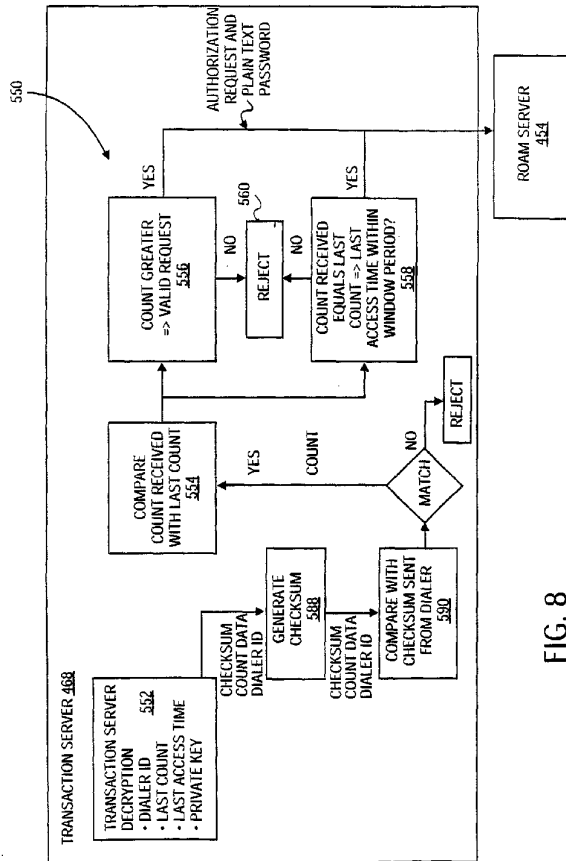 TRANSACTION SERVER 468
550
TRANSACTION SERVER
DECRYPTION 552
• DIALER ID
• LAST COUNT
• LAST ACCESS TIME
• PRIVATE KEY
CHECKSUM
COUNT DATA
DIALER ID
GENERATE
CHECKSUM
588
CHECKSUM
COUNT DATA
DIALER ID
COMPARE WITH
CHECKSUM SENT
FROM DIALER
590
MATCH
NO
REJECT
YES
COUNT
COMPARE
COUNT RECEIVED
WITH LAST COUNT
554
COUNT GREATER
=> VALID REQUEST
556
YES
NO
560
REJECT
NO
COUNT RECEIVED
EQUALS LAST
COUNT => LAST
ACCESS TIME WITHIN
WINDOW PERIOD?
558
YES
AUTHORIZATION
REQUEST AND
PLAIN TEXT
PASSWORD
ROAM SERVER
454
FIG. 8